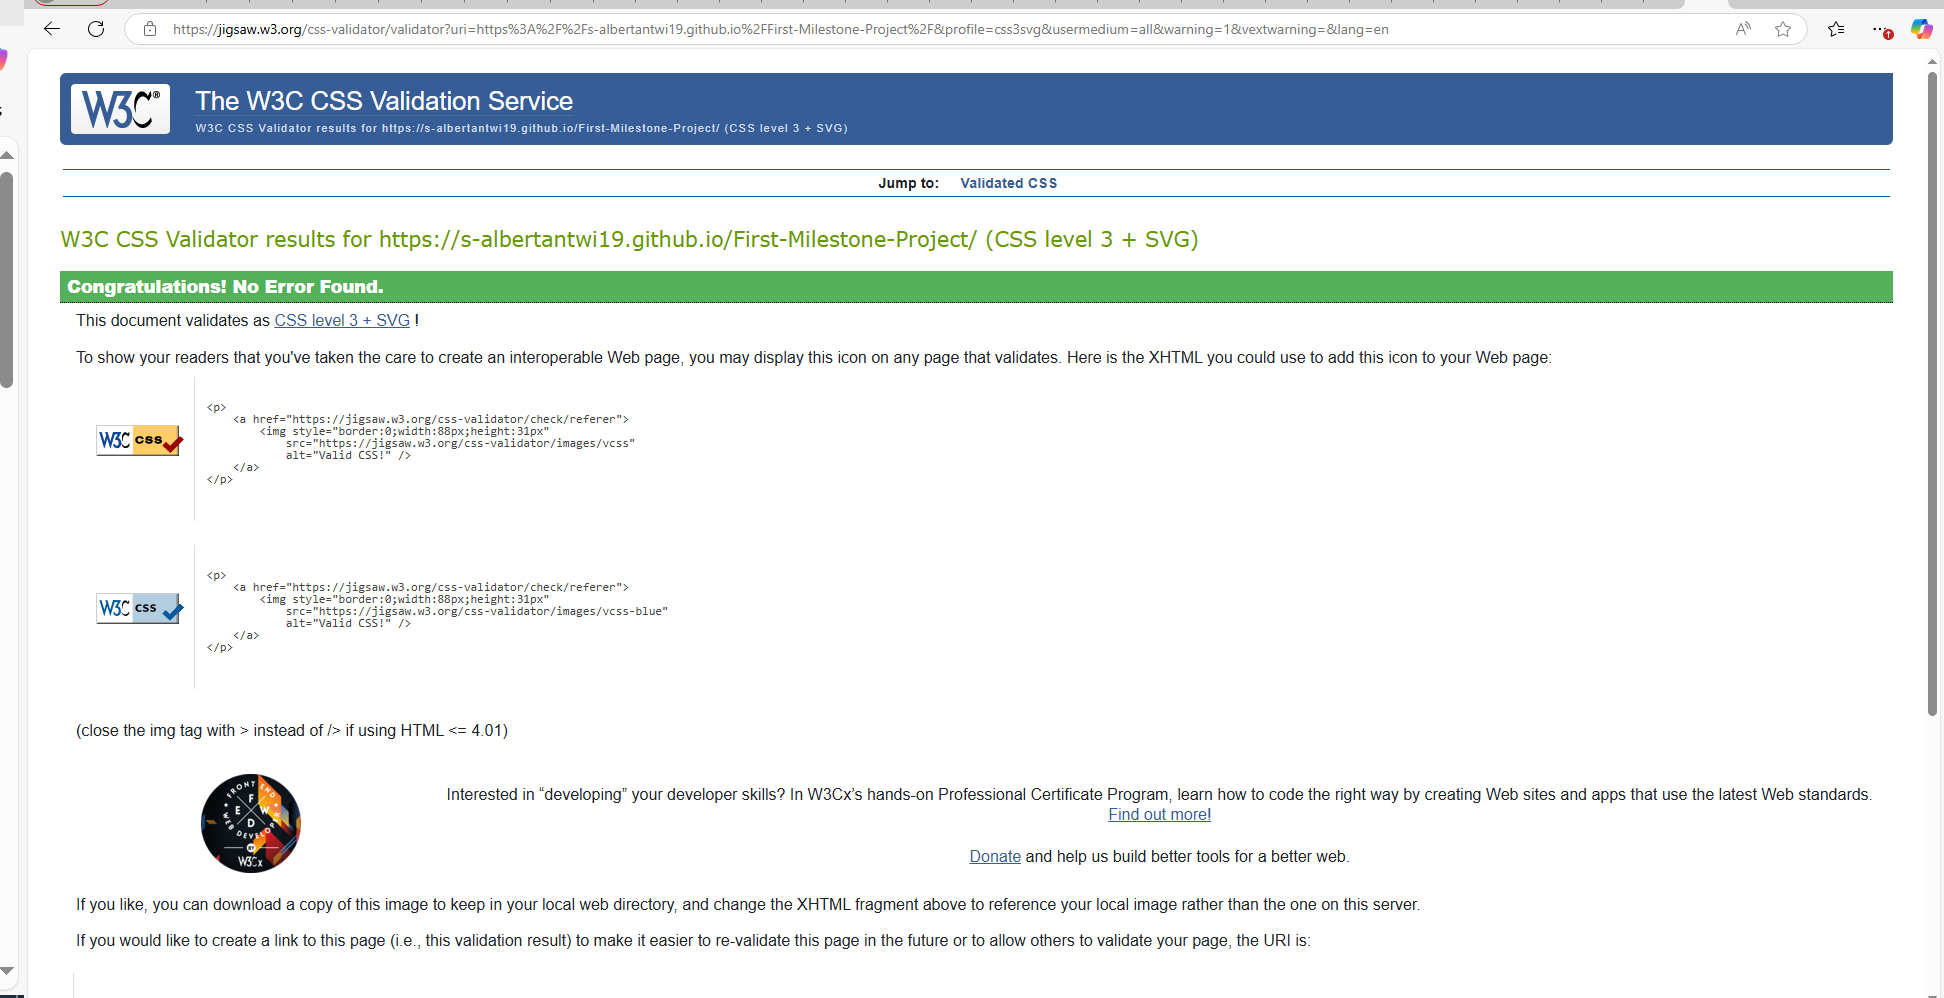 https://jigsaw.w3.org/css-validator/validator?uri=https%3A%2F%2Fs-albertantwi19.github.io%2FFirst-Milestone-Project%2F&profile=css3svg&usermedium=all&warning=1&vextwarning=&lang=en
W3C®
The W3C CSS Validation Service
W3C CSS Validator results for https://s-albertantwi19.github.io/First-Milestone-Project/ (CSS level 3 + SVG)
Jump to: Validated CSS
W3C CSS Validator results for https://s-albertantwi19.github.io/First-Milestone-Project/ (CSS level 3 + SVG)
Congratulations! No Error Found.
This document validates as CSS level 3 + SVG !
To show your readers that you've taken the care to create an interoperable Web page, you may display this icon on any page that validates. Here is the XHTML you could use to add this icon to your Web page:
<p>
<a href="https://jigsaw.w3.org/css-validator/check/referer">
<img style="border:0;width:88px;height:31px"
src="https://jigsaw.w3.org/css-validator/images/vcss"
alt="Valid CSS!" />
</a>
</p>
W3C css
<p>
<a href="https://jigsaw.w3.org/css-validator/check/referer">
<img style="border:0;width:88px;height:31px"
src="https://jigsaw.w3.org/css-validator/images/vcss-blue"
alt="Valid CSS!" />
</a>
</p>
W3C css
(close the img tag with > instead of /> if using HTML <= 4.01)
FRONT END
F E W D
WEB DEVELOPER
BY
W3Cx
Interested in “developing” your developer skills? In W3Cx’s hands-on Professional Certificate Program, learn how to code the right way by creating Web sites and apps that use the latest Web standards.
Find out more!
Donate and help us build better tools for a better web.
If you like, you can download a copy of this image to keep in your local web directory, and change the XHTML fragment above to reference your local image rather than the one on this server.
If you would like to create a link to this page (i.e., this validation result) to make it easier to re-validate this page in the future or to allow others to validate your page, the URI is: